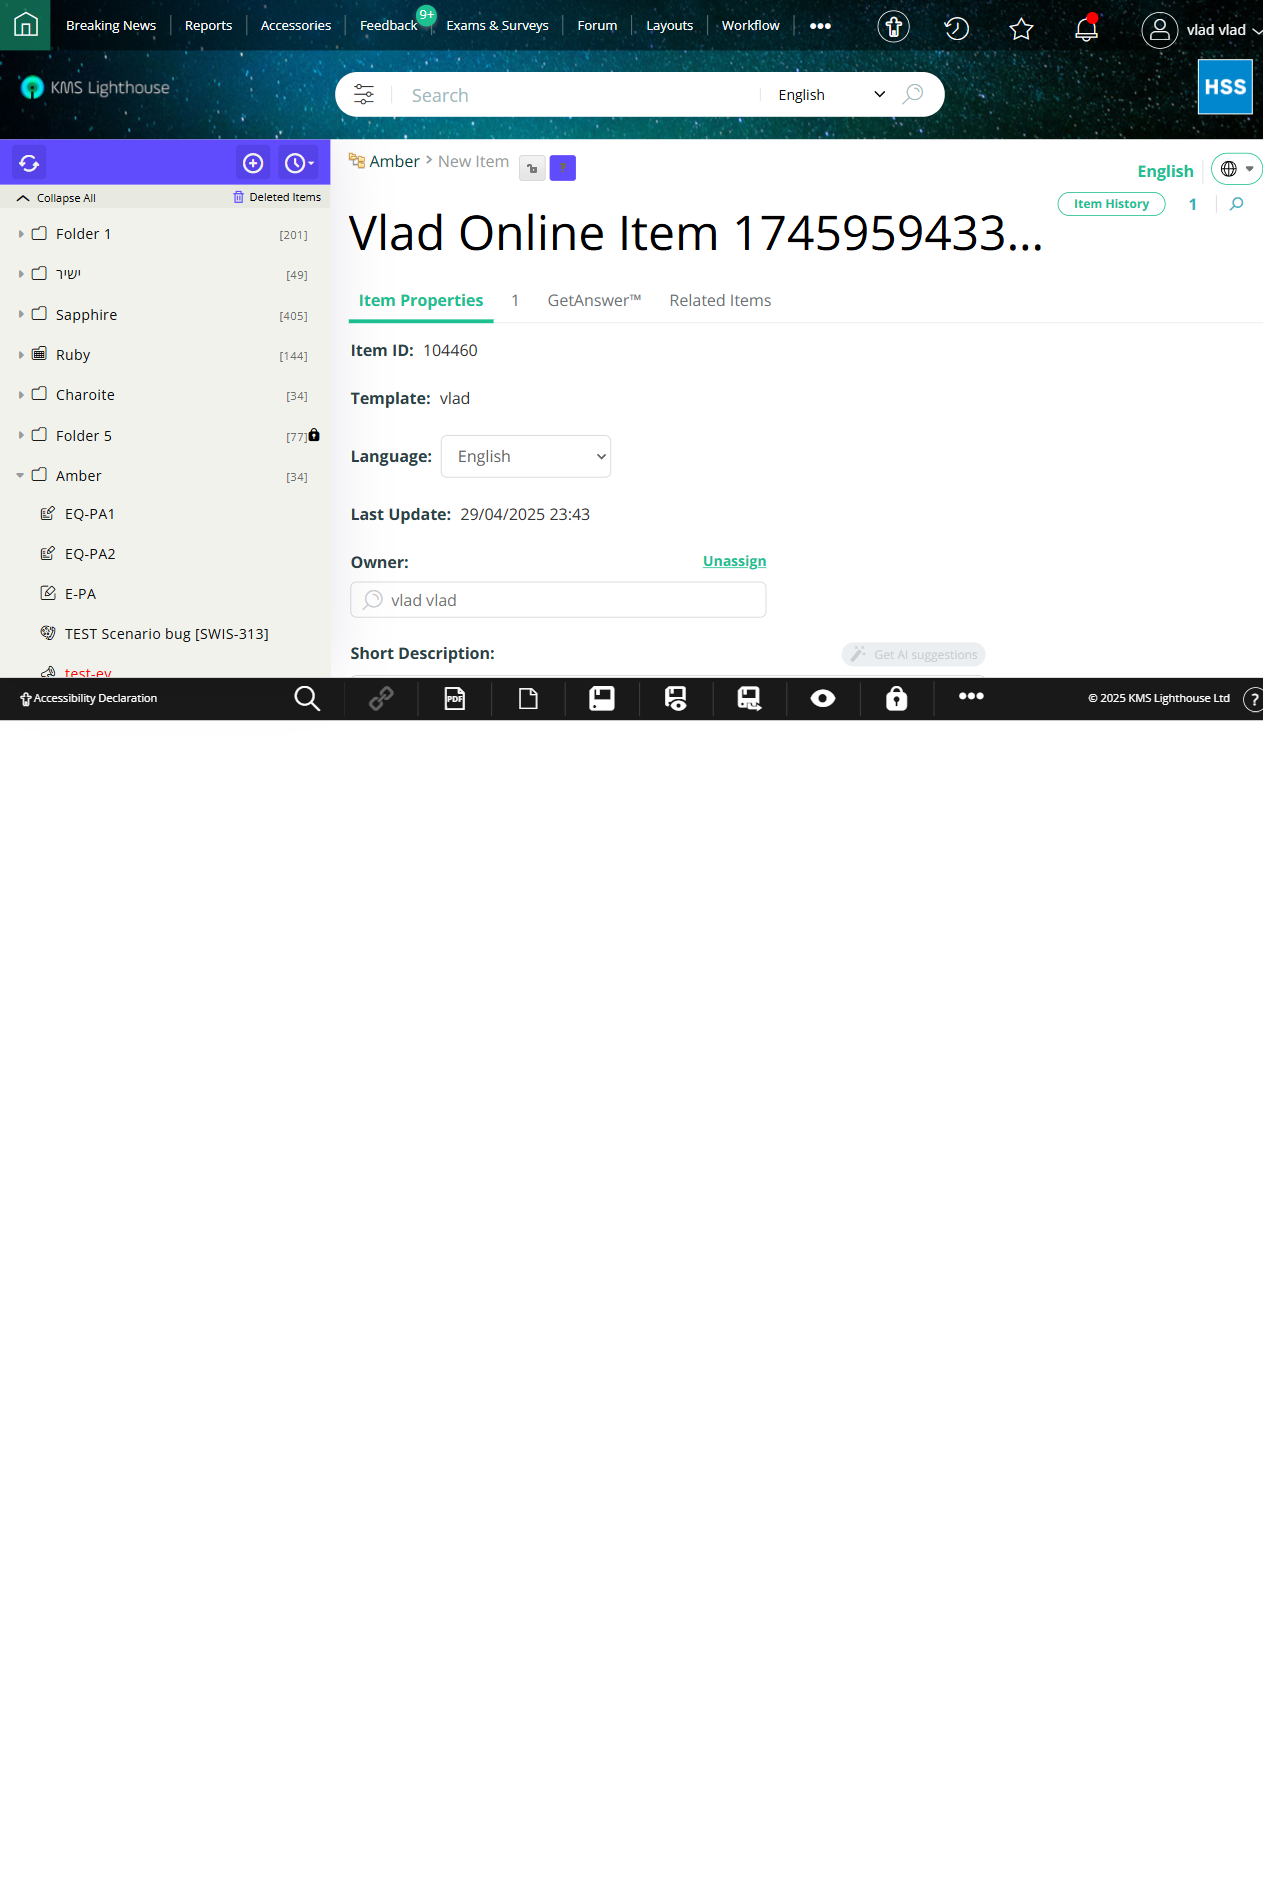 Breaking News
Reports
Accessories
Feedback
9+
Exams & Surveys
Forum
Layouts
Workflow
vlad vlad
KMS Lighthouse
Search
English
HSS
Collapse All
Deleted Items
Folder 1 [201]
ישיר [49]
Sapphire [405]
Ruby [144]
Charoite [34]
Folder 5 [77]
Amber [34]
EQ-PA1
EQ-PA2
E-PA
TEST Scenario bug [SWIS-313]
test-ev
Amber > New Item
English
Item History 1
Vlad Online Item 1745959433...
Item Properties
1
GetAnswer™
Related Items
Item ID: 104460
Template: vlad
Language: English
Last Update: 29/04/2025 23:43
Owner:
Unassign
vlad vlad
Short Description:
Get AI suggestions
Accessibility Declaration
PDF
© 2025 KMS Lighthouse Ltd
?